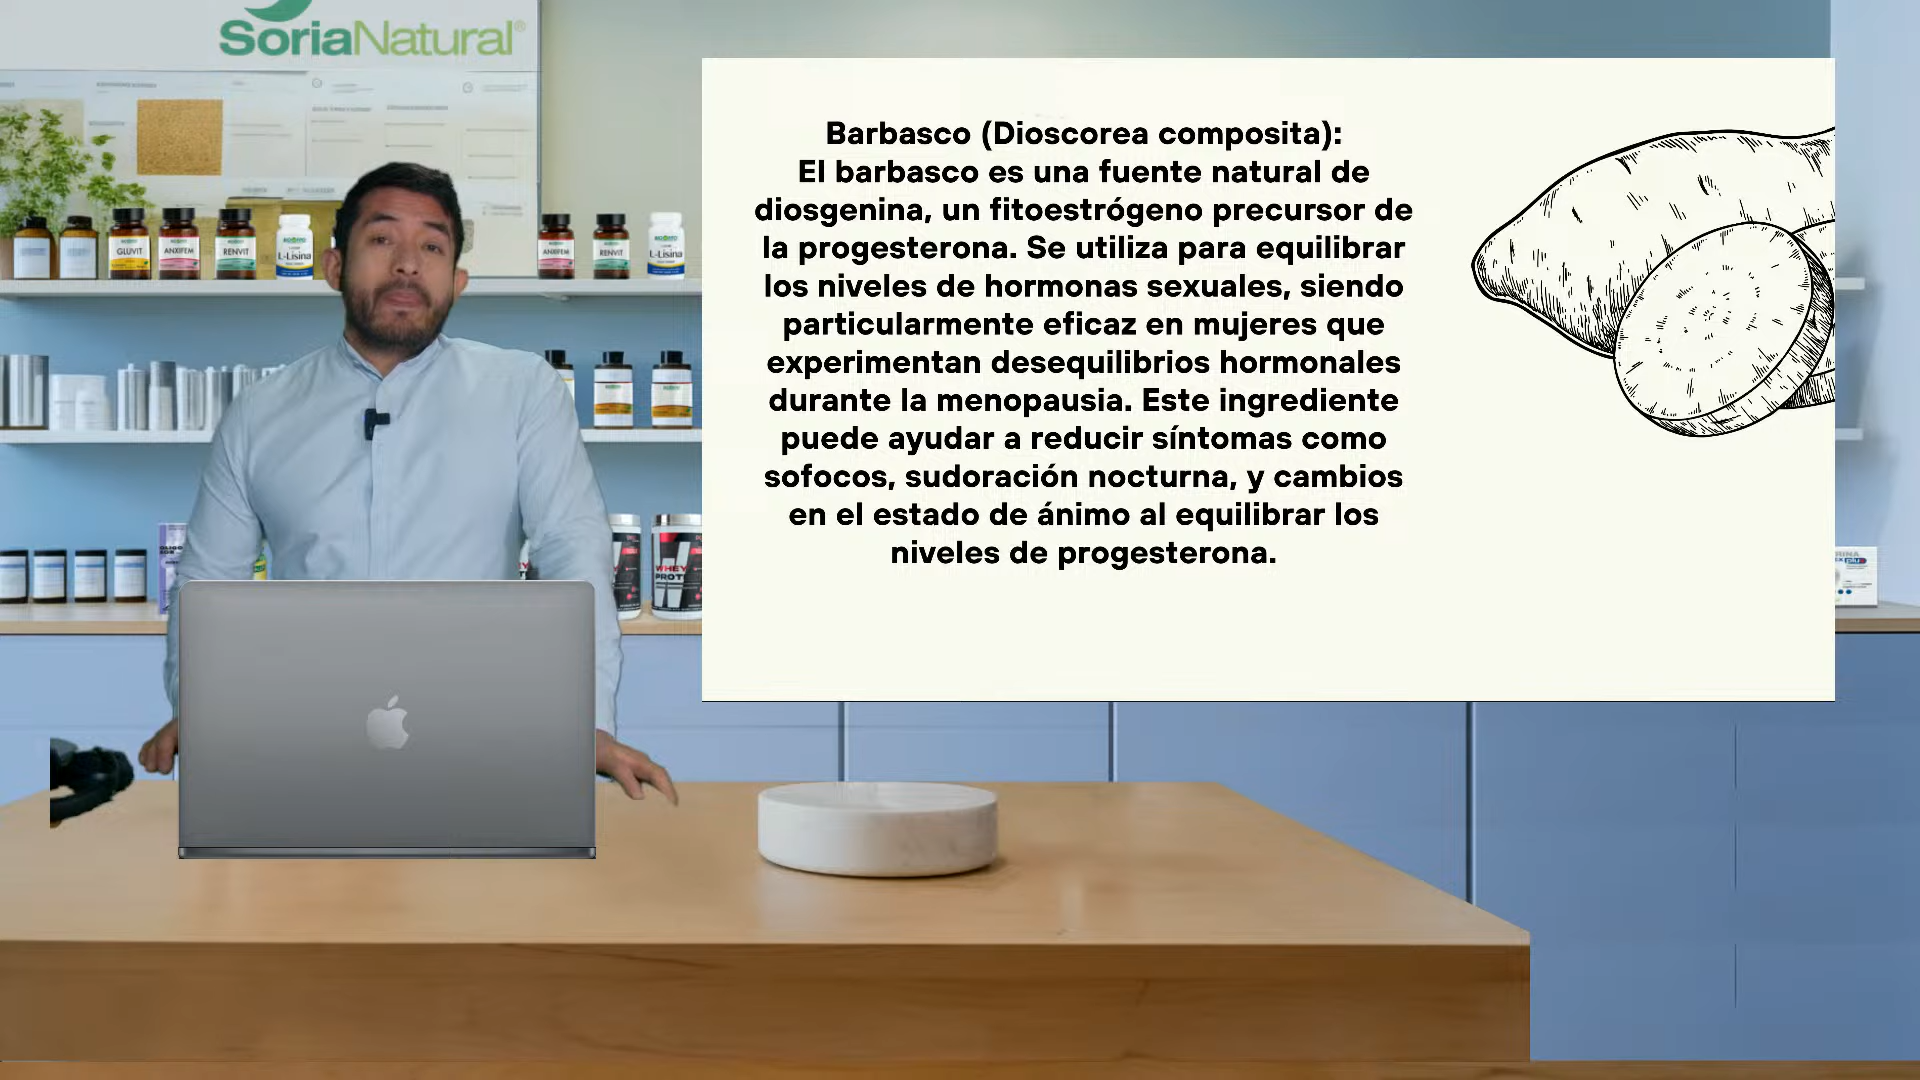 SoriaNatural®
Barbasco (Dioscorea composita):
El barbasco es una fuente natural de
diosgenina, un fitoestrógeno precursor de
la progesterona. Se utiliza para equilibrar
los niveles de hormonas sexuales, siendo
particularmente eficaz en mujeres que
experimentan desequilibrios hormonales
durante la menopausia. Este ingrediente
puede ayudar a reducir síntomas como
sofocos, sudoración nocturna, y cambios
en el estado de ánimo al equilibrar los
niveles de progesterona.
GLUVIT
ANXIFEM
RENVIT
L-Lisina
ANXIFEM
RENVIT
L-Lisina
WHEY